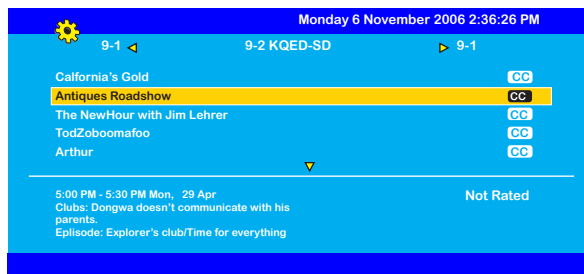 Monday 6 November 2006 2:36:26 PM
9-1 9-2 KQED-SD 9-1
Calfornia's Gold CC
Antiques Roadshow CC
The NewHour with Jim Lehrer CC
TodZoboomafoo CC
Arthur CC
5:00 PM - 5:30 PM Mon, 29 Apr Not Rated
Clubs: Dongwa doesn't communicate with his
parents.
Eplisode: Explorer's club/Time for everything